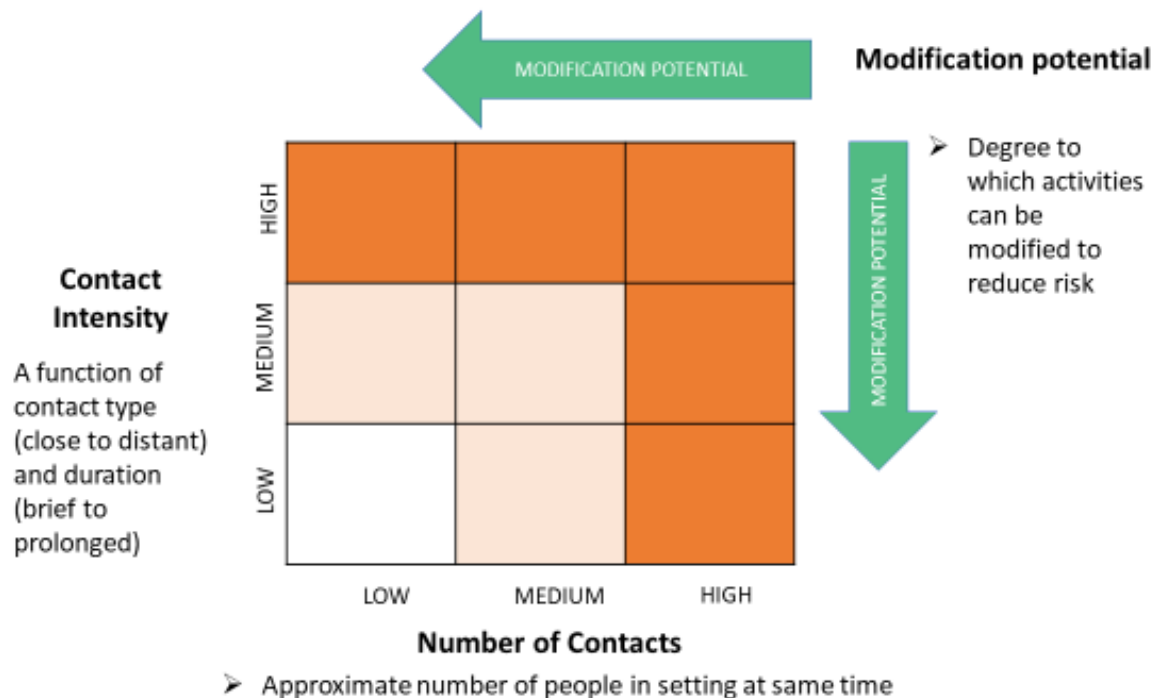 MODIFICATION POTENTIAL
Modification potential
➢ Degree to
which activities
can be
modified to
reduce risk
MODIFICATION POTENTIAL
Contact
Intensity
A function of
contact type
(close to distant)
and duration
(brief to
prolonged)
HIGH
MEDIUM
LOW
LOW MEDIUM HIGH
Number of Contacts
➢ Approximate number of people in setting at same time